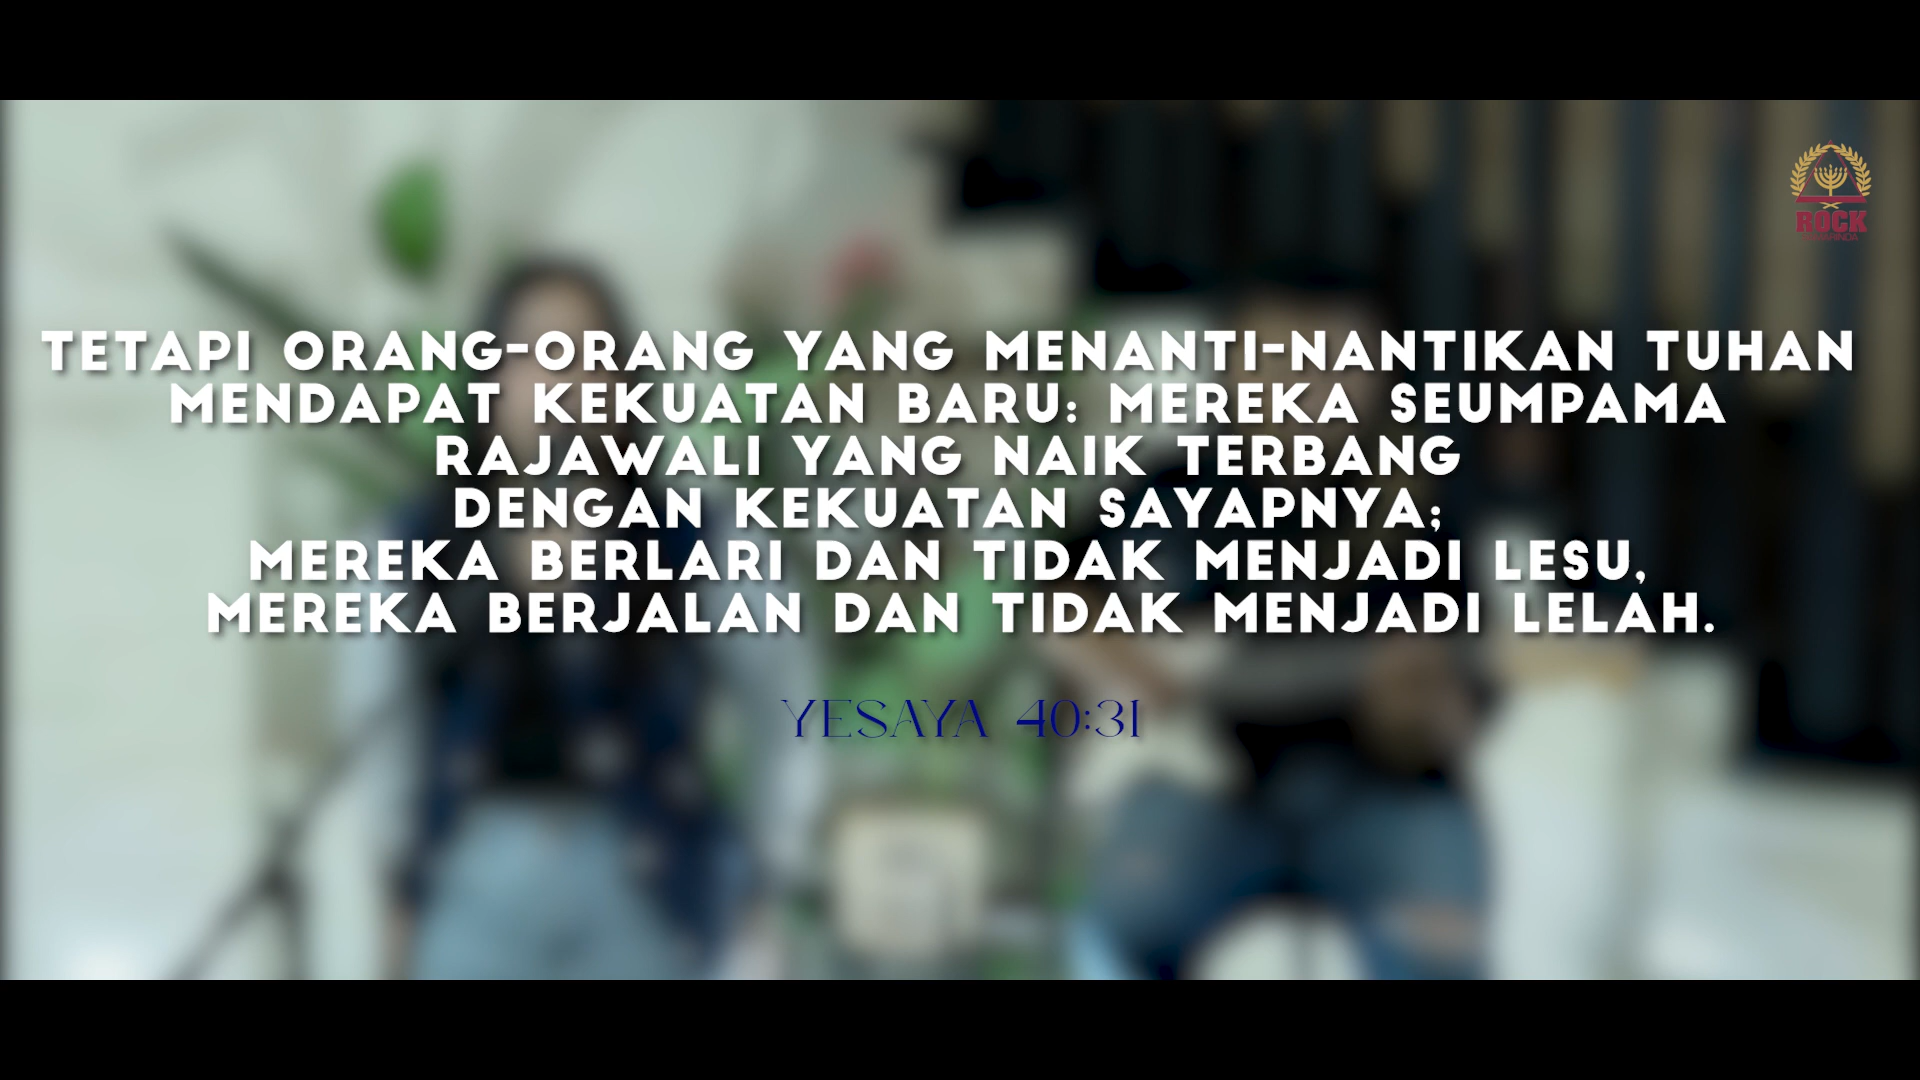 ROCK
TETAPI ORANG-ORANG YANG MENANTI-NANTIKAN TUHAN
MENDAPAT KEKUATAN BARU: MEREKA SEUMPAMA
RAJAWALI YANG NAIK TERBANG
DENGAN KEKUATAN SAYAPNYA;
MEREKA BERLARI DAN TIDAK MENJADI LESU,
MEREKA BERJALAN DAN TIDAK MENJADI LELAH.
YESAYA 40:31